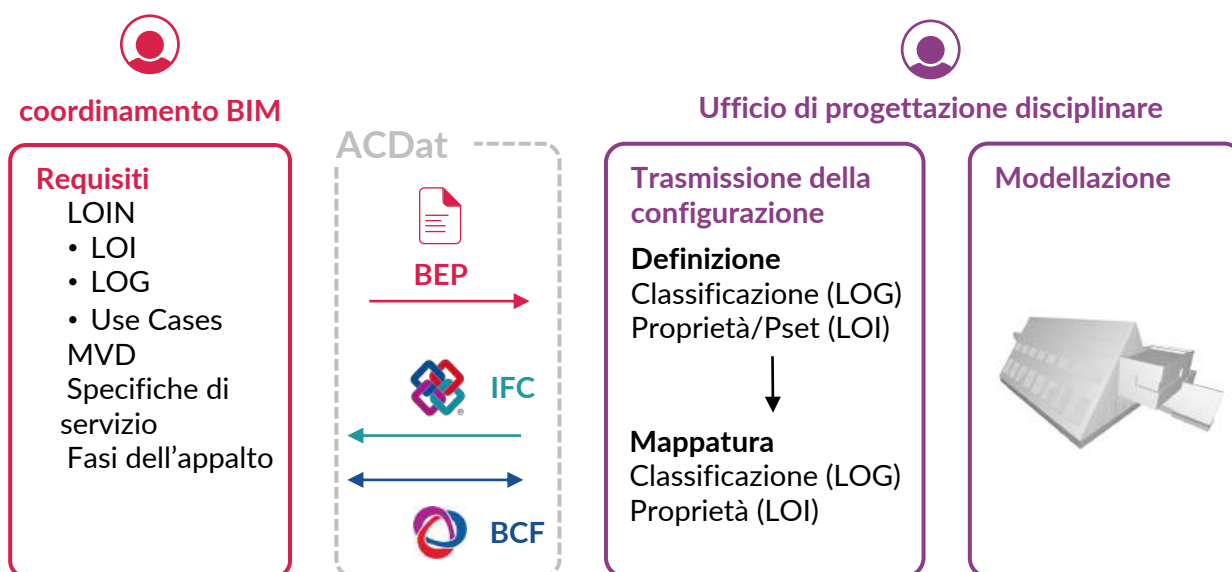 coordinamento BIM
Requisiti
LOIN
• LOI
• LOG
• Use Cases
MVD
Specifiche di
servizio
Fasi dell'appalto
ACDat
BEP
IFC
BCF
Ufficio di progettazione disciplinare
Trasmissione della
configurazione
Definizione
Classificazione (LOG)
Proprietà/Pset (LOI)
Mappatura
Classificazione (LOG)
Proprietà (LOI)
Modellazione